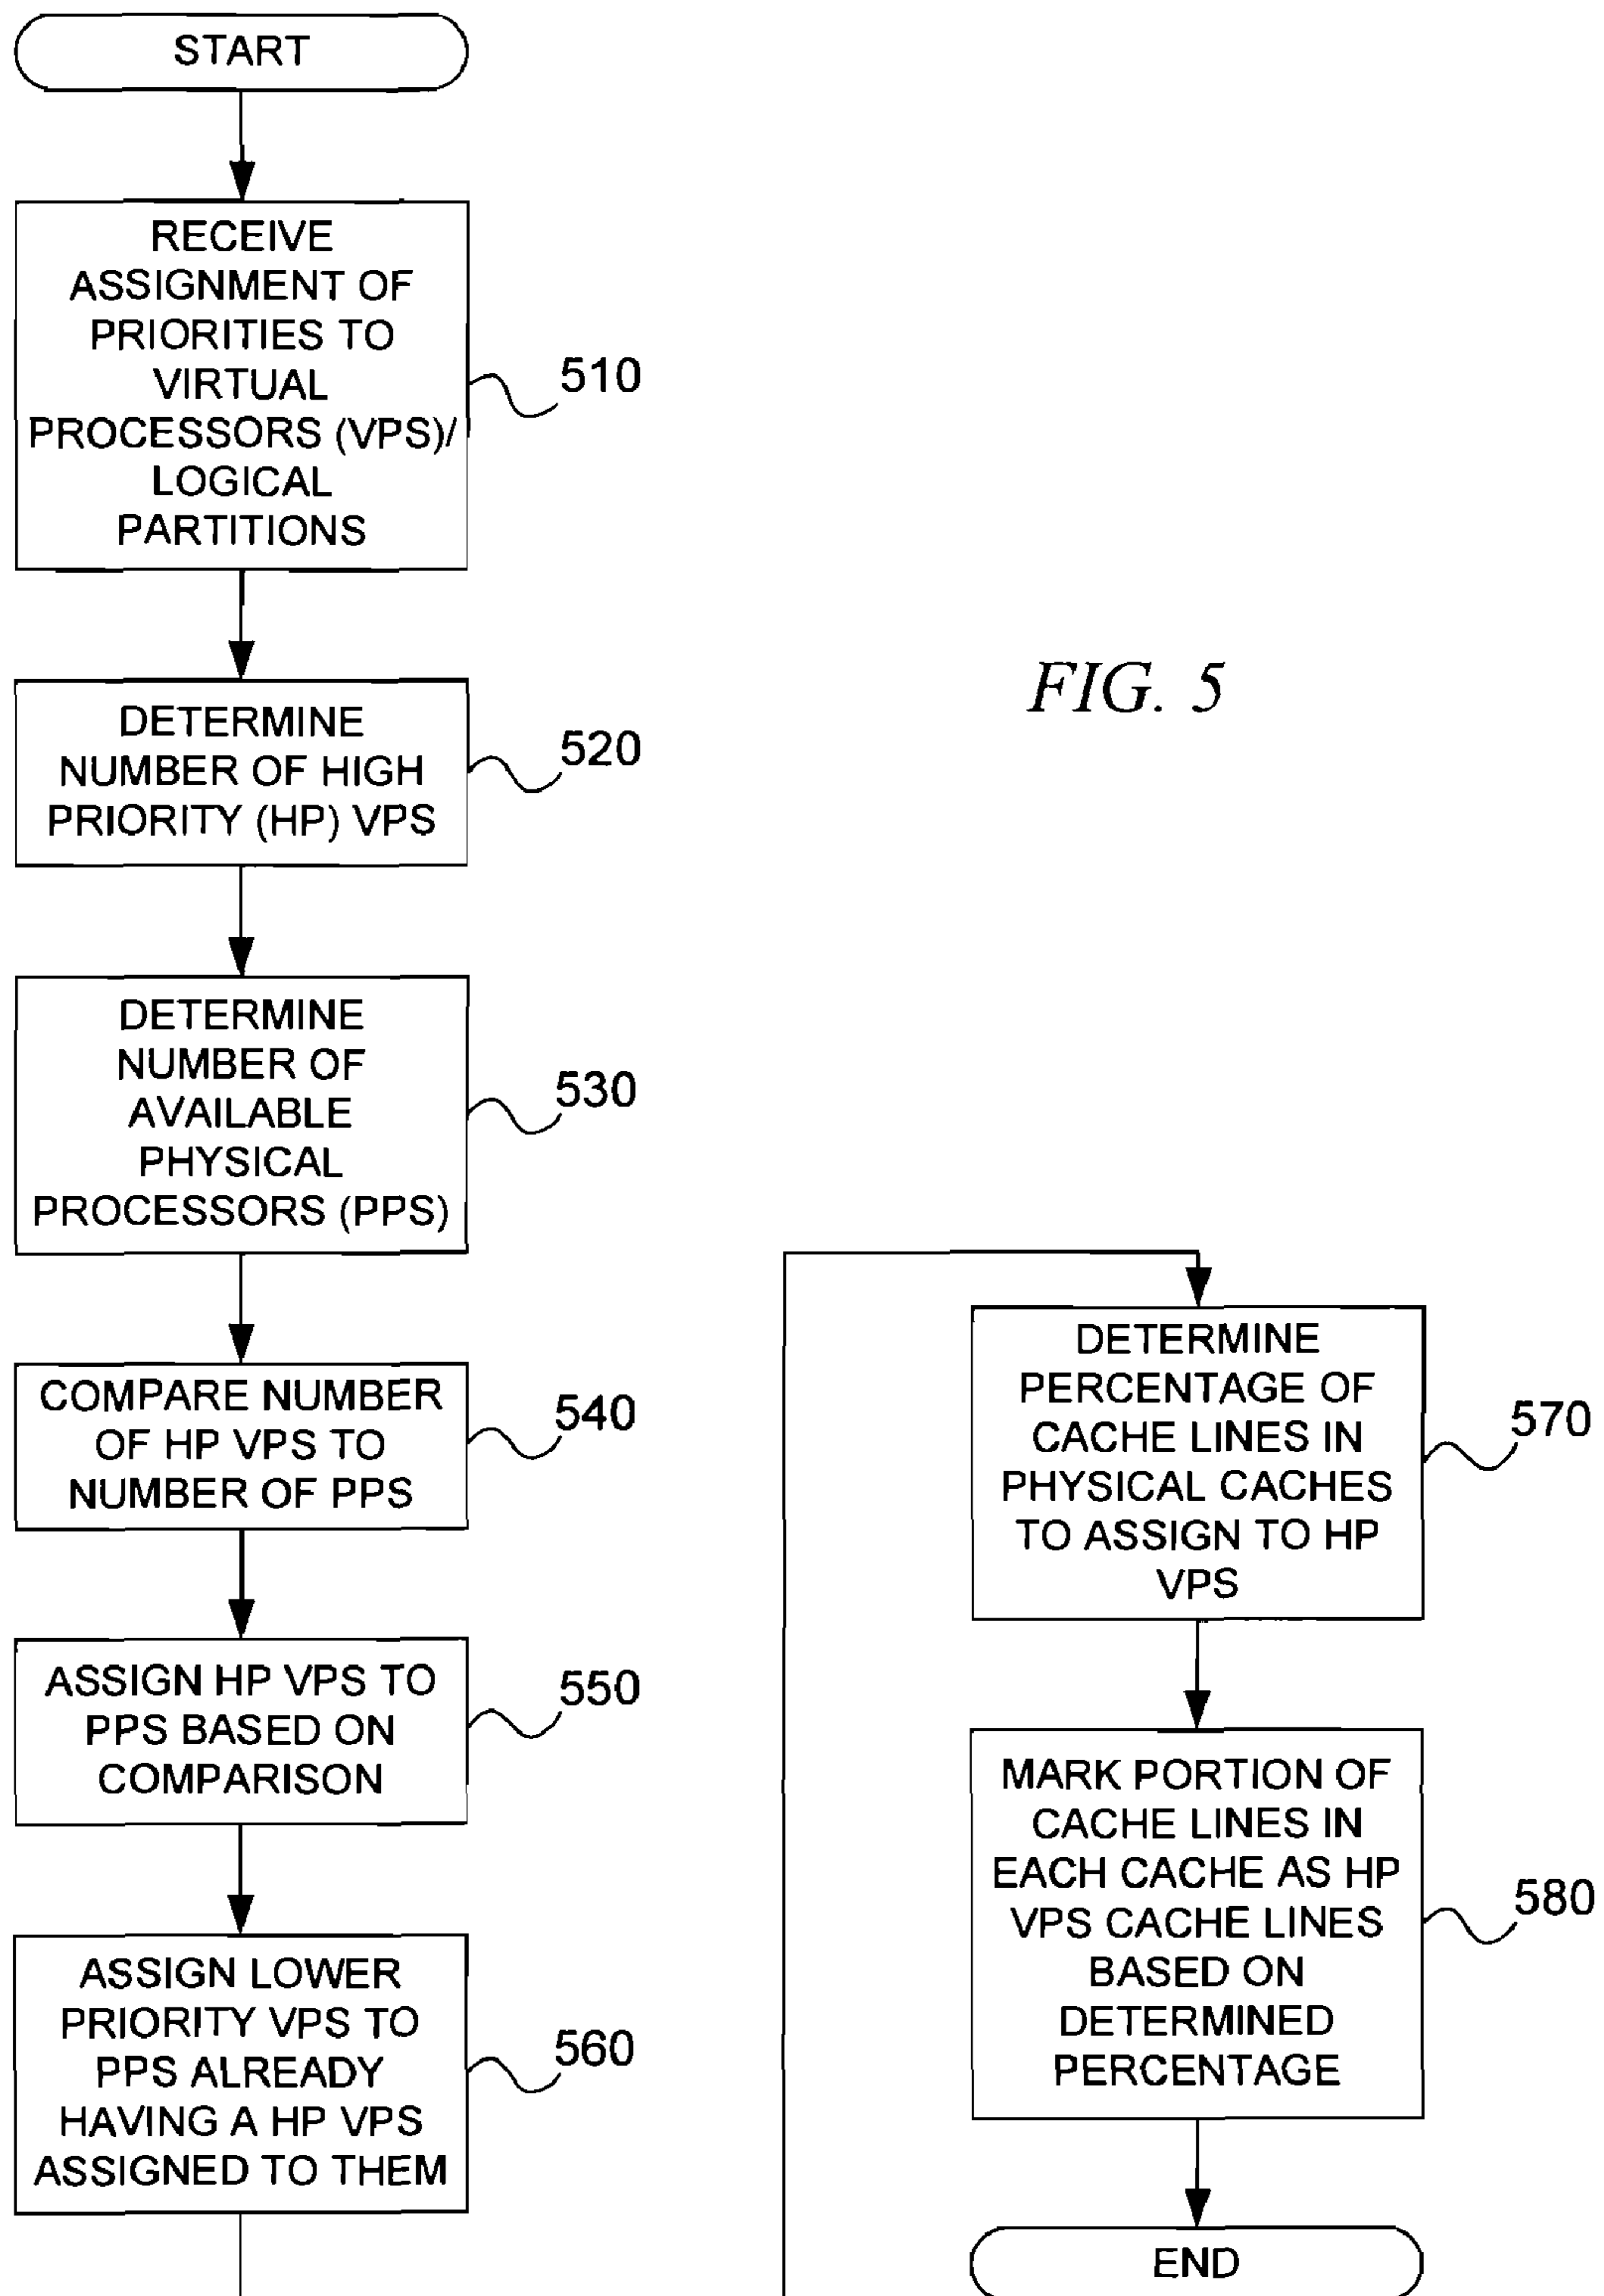 START
RECEIVE
ASSIGNMENT OF
PRIORITIES TO
VIRTUAL
PROCESSORS (VPS)/
LOGICAL
PARTITIONS
510
DETERMINE
NUMBER OF HIGH
PRIORITY (HP) VPS
520
FIG. 5
DETERMINE
NUMBER OF
AVAILABLE
PHYSICAL
PROCESSORS (PPS)
530
COMPARE NUMBER
OF HP VPS TO
NUMBER OF PPS
540
ASSIGN HP VPS TO
PPS BASED ON
COMPARISON
550
ASSIGN LOWER
PRIORITY VPS TO
PPS ALREADY
HAVING A HP VPS
ASSIGNED TO THEM
560
DETERMINE
PERCENTAGE OF
CACHE LINES IN
PHYSICAL CACHES
TO ASSIGN TO HP
VPS
570
MARK PORTION OF
CACHE LINES IN
EACH CACHE AS HP
VPS CACHE LINES
BASED ON
DETERMINED
PERCENTAGE
580
END